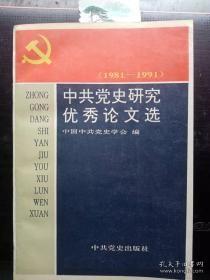 (1981—1991)
ZHONG
GONG
DANG
SHI
YAN
JIU
YOU
XIU
LUN
WEN
XUAN
中共党史研究
优秀论文选
中国中共党史学会 编
中共党史出版社